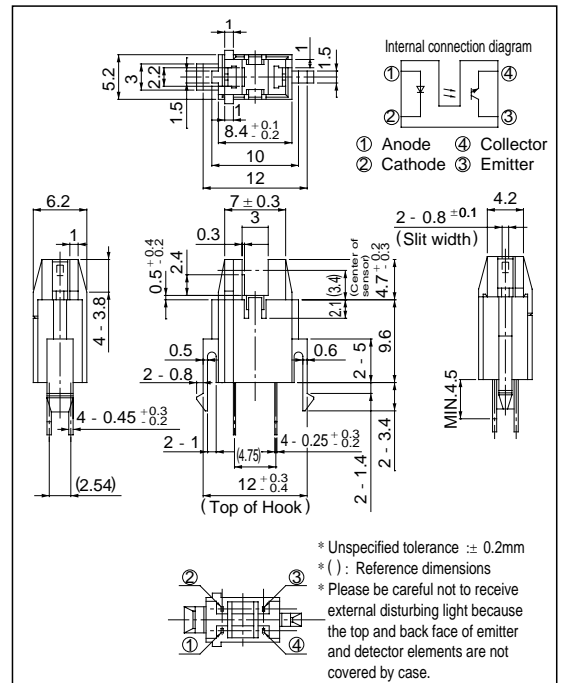 1
5.2
3
2.2
1.5
1
1.5
1
8.4 +0.1 -0.2
10
12
Internal connection diagram
① ④
② ③
① Anode ④ Collector
② Cathode ③ Emitter
6.2
1
4 - 3.8
4 - 0.45 +0.3 -0.2
(2.54)
7 ± 0.3
3
0.3
2.4
0.5 +0.4 -0.2
2.1
(3.4)
(Center of sensor)
4.7 +0.2 -0.3
9.6
0.5
0.6
2 - 5
2 - 0.8
2 - 1
(4.75)
4 - 0.25 +0.3 -0.2
2 - 1.4
2 - 3.4
12 +0.3 -0.4
(Top of Hook)
4.2
2 - 0.8 ±0.1
(Slit width)
MIN.4.5
② ③
① ④
* Unspecified tolerance :± 0.2mm
* ( ) : Reference dimensions
* Please be careful not to receive
external disturbing light because
the top and back face of emitter
and detector elements are not
covered by case.